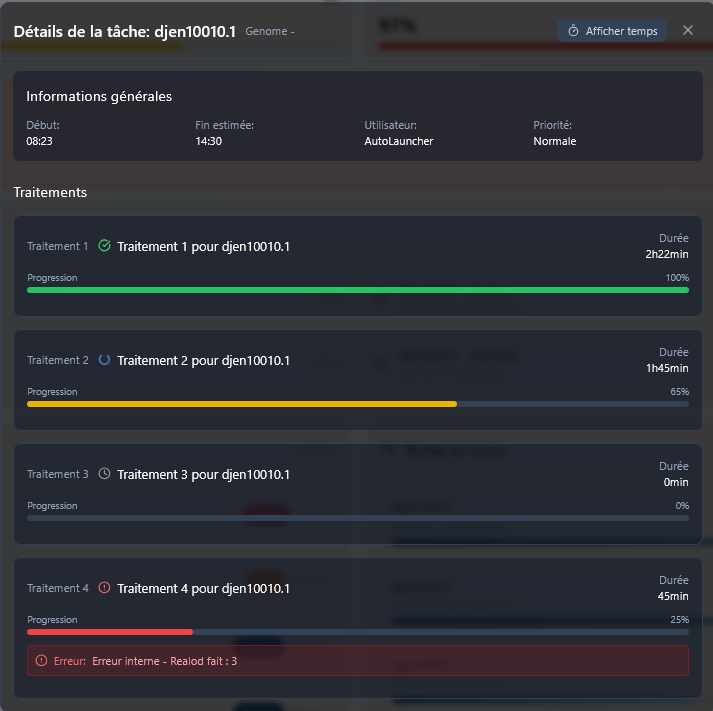 Détails de la tâche: djen10010.1 Genome -
Afficher temps
Informations générales
Début: Fin estimée: Utilisateur: Priorité:
08:23 14:30 AutoLauncher Normale
Traitements
Traitement 1 Traitement 1 pour djen10010.1
Durée
2h22min
Progression 100%
Traitement 2 Traitement 2 pour djen10010.1
Durée
1h45min
Progression 65%
Traitement 3 Traitement 3 pour djen10010.1
Durée
0min
Progression 0%
Traitement 4 Traitement 4 pour djen10010.1
Durée
45min
Progression 25%
Erreur: Erreur interne - Realod fait : 3